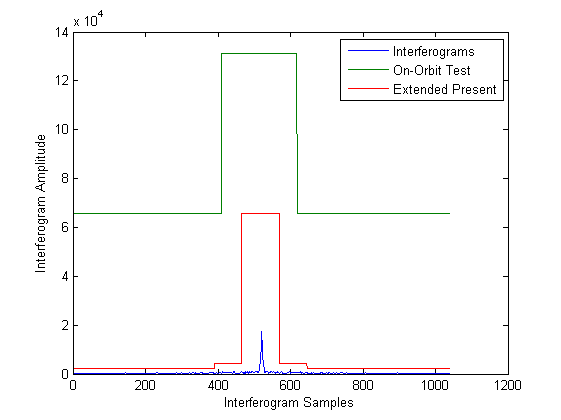 x 10^4
14
12
10
8
6
4
2
0
0 200 400 600 800 1000 1200
Interferogram Amplitude
Interferogram Samples
Interferograms
On-Orbit Test
Extended Present